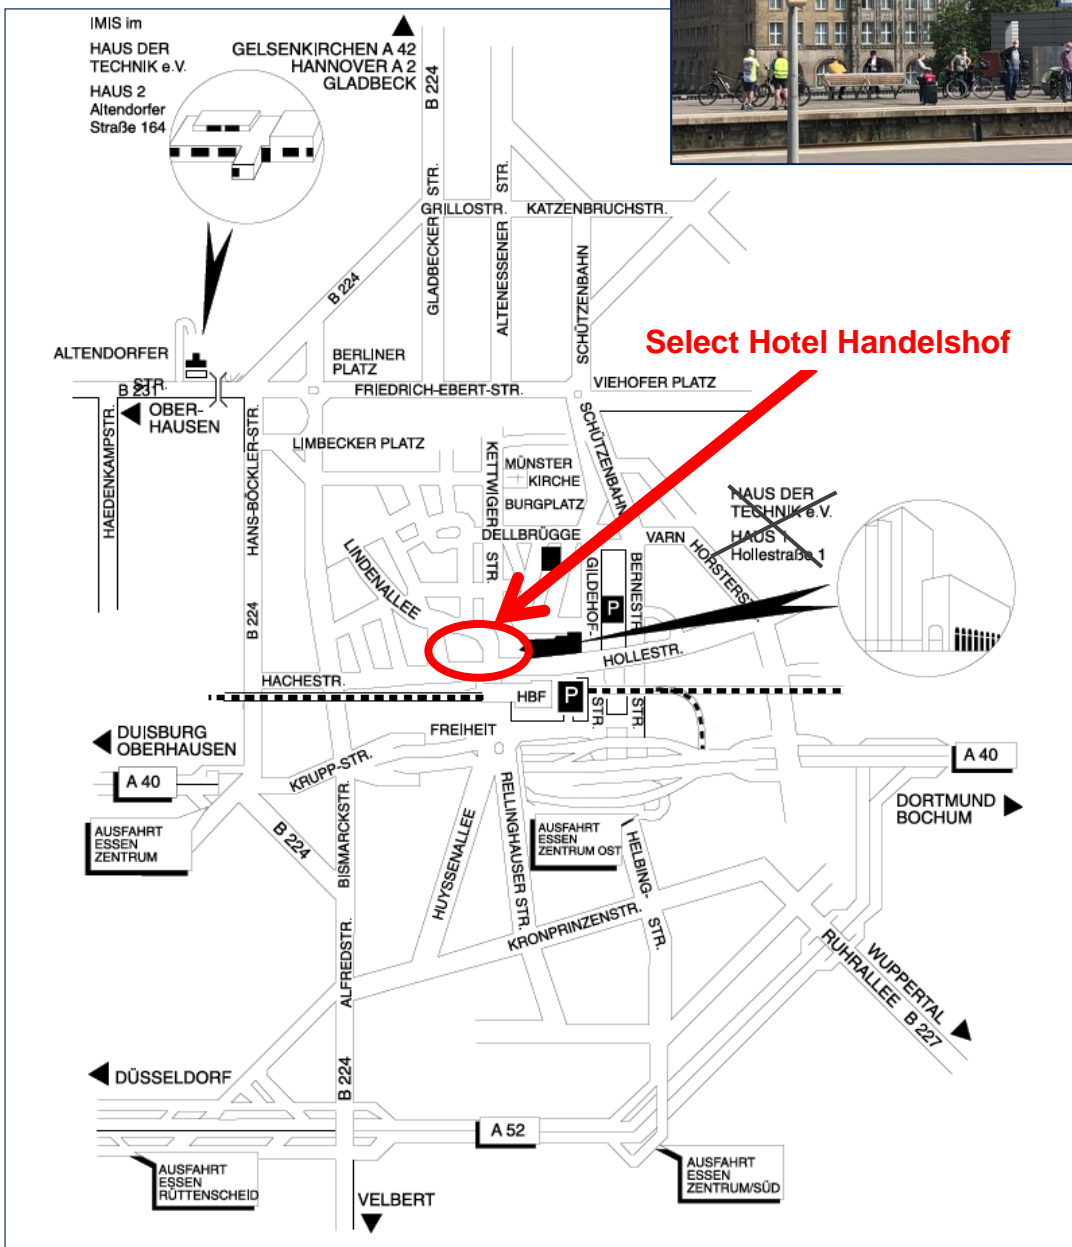 IMIS im
HAUS DER
TECHNIK e.V.
HAUS 2
Altendorfer
Straße 164
GELSENKIRCHEN A 42
HANNOVER A 2
GLADBECK
B 224
GLADBECKER STR.
ALTENESSENER STR.
GRILLOSTR.
KATZENBRUCHSTR.
SCHÜTZENBAHN
B 224
Select Hotel Handelshof
ALTENDORFER
STR.
B 231
OBER-
HAUSEN
BERLINER
PLATZ
FRIEDRICH-EBERT-STR.
VIEHOFER PLATZ
HAEDENKAMPSTR.
HANS-BÖCKLER-STR.
B 224
LIMBECKER PLATZ
KETTWIGER STR.
MÜNSTER
KIRCHE
BURGPLATZ
SCHÜTZENBAHN
DELLBRÜGGE
LINDENALLEE
GILDEHOF-
STR.
P
BERNESTR.
STR.
VARN
HORSTERSTR.
HAUS DER
TECHNIK e.V.
HAUS 1
Hollestraße 1
HOLLESTR.
HACHESTR.
HBF
P
FREIHEIT
DUISBURG
OBERHAUSEN
A 40
AUSFAHRT
ESSEN
ZENTRUM
KRUPP-STR.
B 224
BISMARCKSTR.
HUYSSENALLEE
RELLINGHAUSER STR.
AUSFAHRT
ESSEN
ZENTRUM OST
HELBING-
STR.
A 40
DORTMUND
BOCHUM
KRONPRINZENSTR.
ALFREDSTR.
B 224
WUPPERTAL
RUHRALLEE B 227
DÜSSELDORF
A 52
AUSFAHRT
ESSEN
RÜTTENSCHEID
VELBERT
AUSFAHRT
ESSEN
ZENTRUM/SÜD